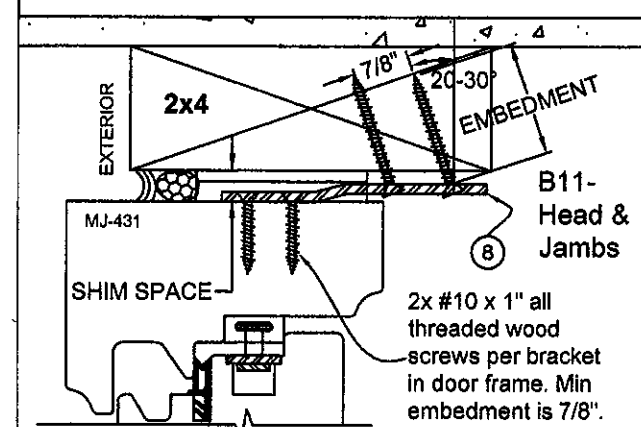 7/8"
20-30°
EMBEDMENT
EXTERIOR
2x4
B11-
Head &
Jambs
8
MJ-431
SHIM SPACE
2x #10 x 1" all
threaded wood
screws per bracket
in door frame. Min
embedment is 7/8".